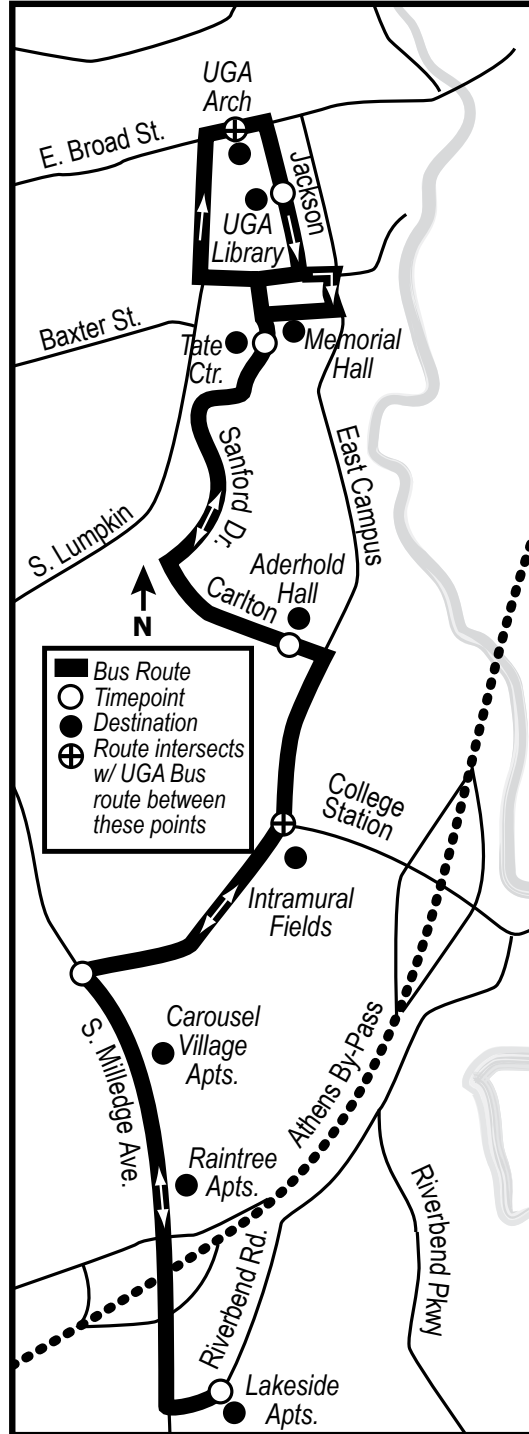 UGA
Arch
E. Broad St.
Jackson
UGA
Library
Baxter St.
Tate
Ctr.
Memorial
Hall
Sanford Dr.
East Campus
S. Lumpkin
Aderhold
Hall
Carlton
N
Bus Route
Timepoint
Destination
Route intersects
w/ UGA Bus
route between
these points
College
Station
Intramural
Fields
Carousel
Village
Apts.
S. Milledge Ave.
Athens By-Pass
Raintree
Apts.
Riverbend Rd.
Riverbend Pkwy
Lakeside
Apts.